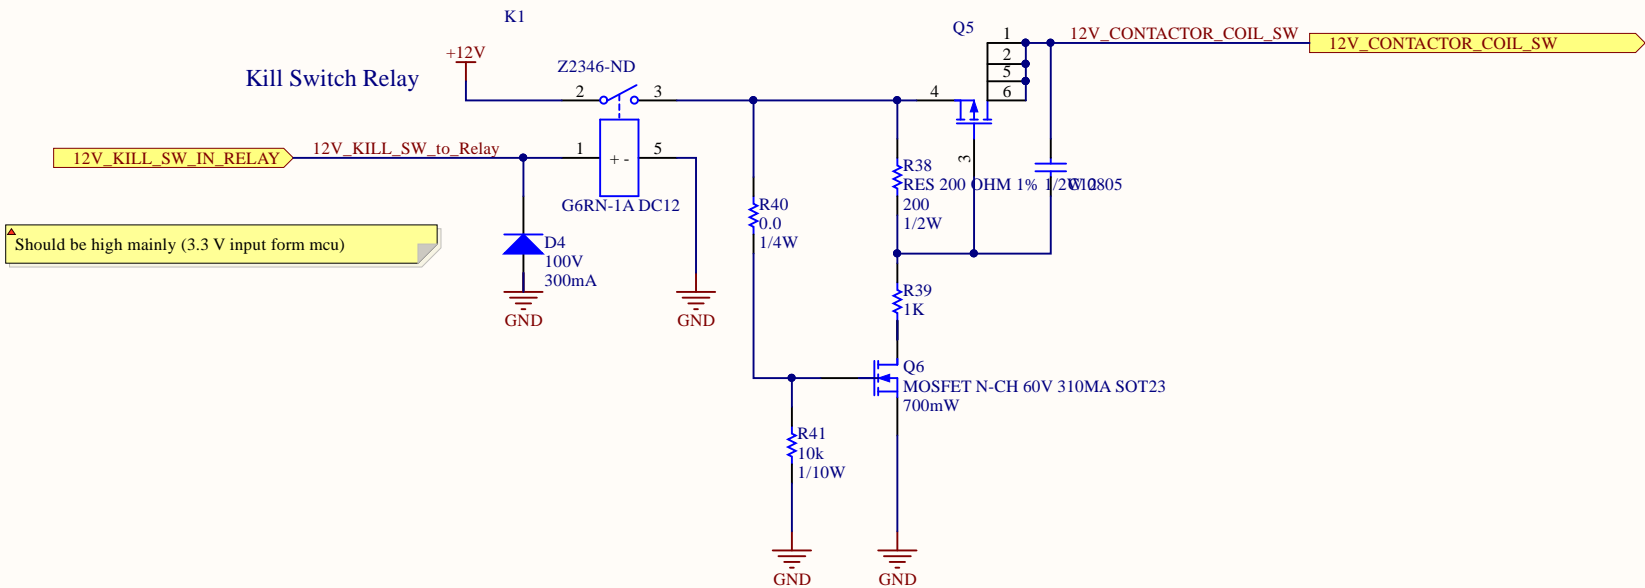 K1
Q5
1
12V_CONTACTOR_COIL_SW
12V_CONTACTOR_COIL_SW
+12V
2
Kill Switch Relay
Z2346-ND
5
2
3
4
6
12V_KILL_SW_IN_RELAY
12V_KILL_SW_to_Relay
1
+ -
5
3
R38
RES 200 OHM 1% 1/2W 0805
200
1/2W
G6RN-1A DC12
R40
0.0
1/4W
Should be high mainly (3.3 V input form mcu)
D4
100V
300mA
R39
1K
GND
GND
Q6
MOSFET N-CH 60V 310MA SOT23
700mW
R41
10k
1/10W
GND
GND